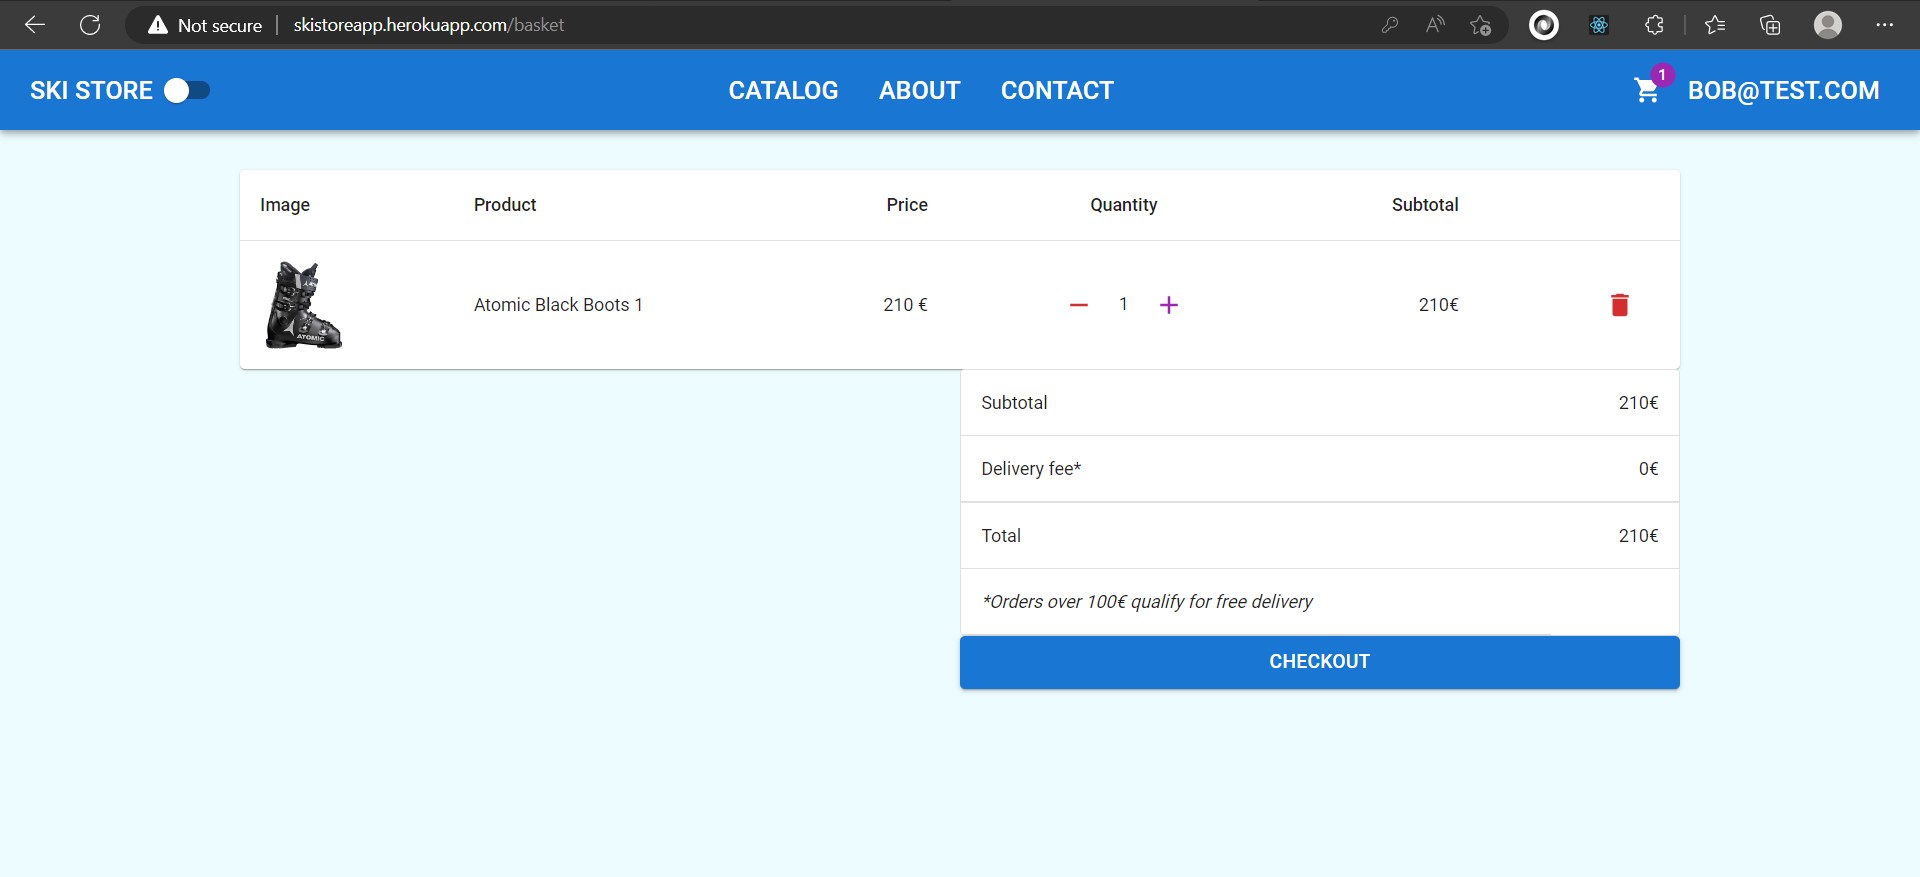 Not secure | skistoreapp.herokuapp.com/basket
SKI STORE CATALOG ABOUT CONTACT 1 BOB@TEST.COM
Image Product Price Quantity Subtotal
ATOMIC
Atomic Black Boots 1 210 € 1 210€
Subtotal 210€
Delivery fee* 0€
Total 210€
*Orders over 100€ qualify for free delivery
CHECKOUT